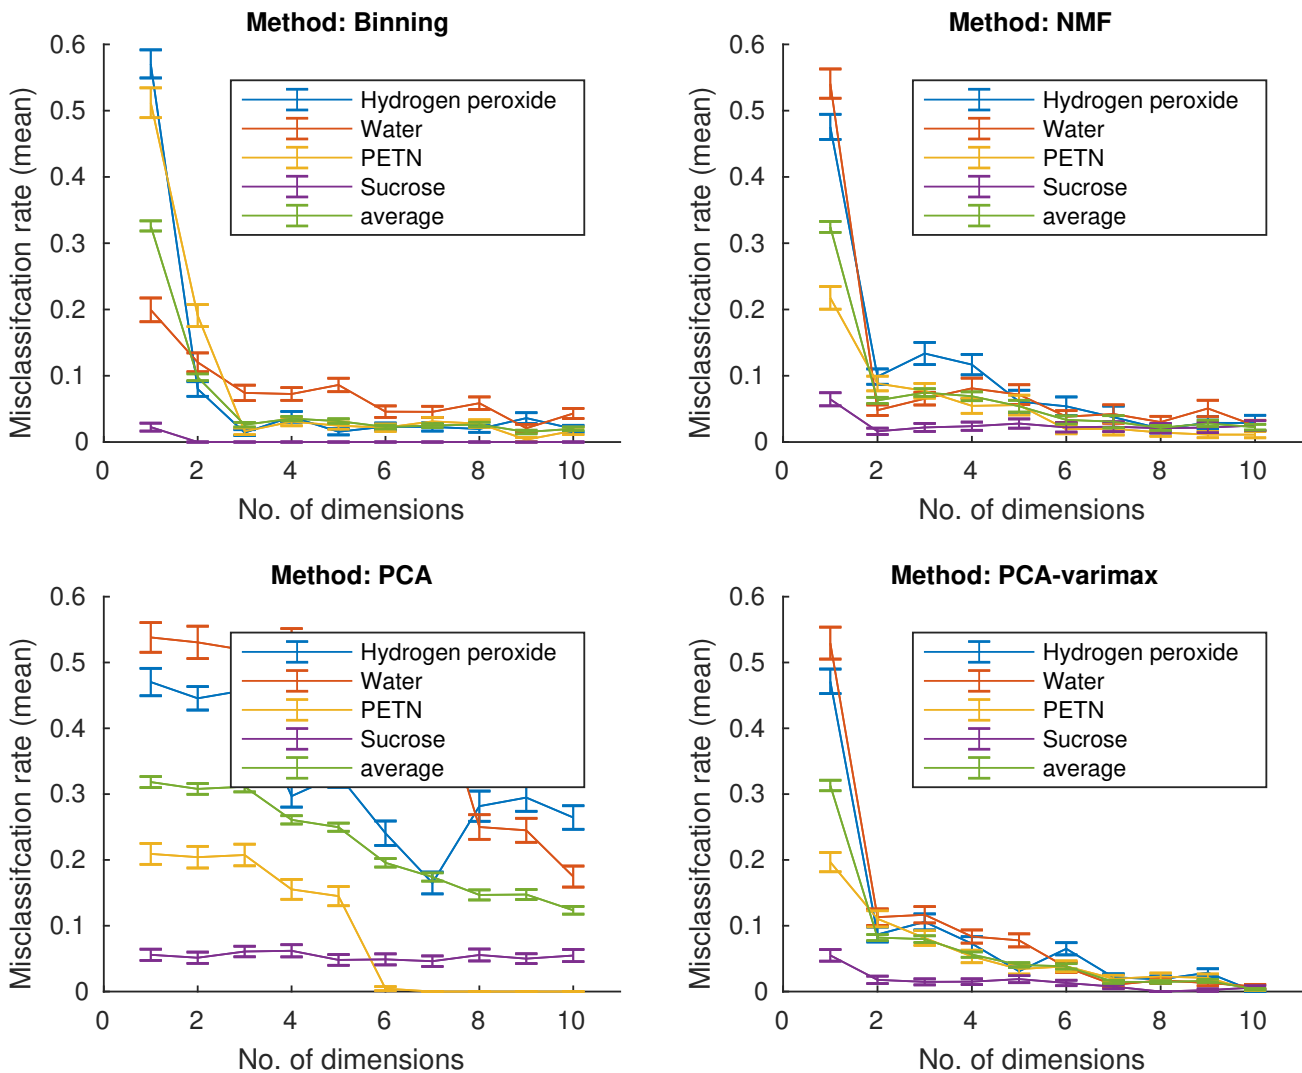 Method: Binning
0.6
0.5
0.4
0.3
0.2
0.1
0
Misclassifcation rate (mean)
Hydrogen peroxide
Water
PETN
Sucrose
average
0 2 4 6 8 10
No. of dimensions
Method: NMF
0.6
0.5
0.4
0.3
0.2
0.1
0
Misclassifcation rate (mean)
Hydrogen peroxide
Water
PETN
Sucrose
average
0 2 4 6 8 10
No. of dimensions
Method: PCA
0.6
0.5
0.4
0.3
0.2
0.1
0
Misclassifcation rate (mean)
Hydrogen peroxide
Water
PETN
Sucrose
average
0 2 4 6 8 10
No. of dimensions
Method: PCA-varimax
0.6
0.5
0.4
0.3
0.2
0.1
0
Misclassifcation rate (mean)
Hydrogen peroxide
Water
PETN
Sucrose
average
0 2 4 6 8 10
No. of dimensions